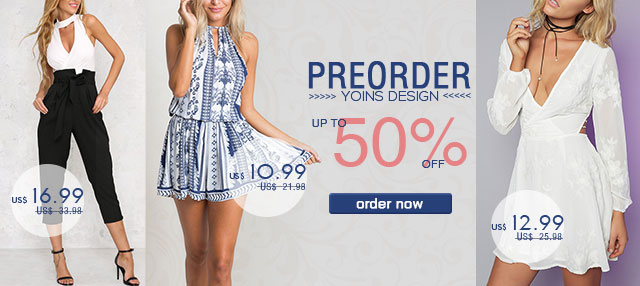 US$ 16.99
US$ 33.98
US$ 10.99
US$ 21.98
PREORDER
>>>>> YOINS DESIGN <<<<<
UP TO 50% OFF
order now
US$ 12.99
US$ 25.98